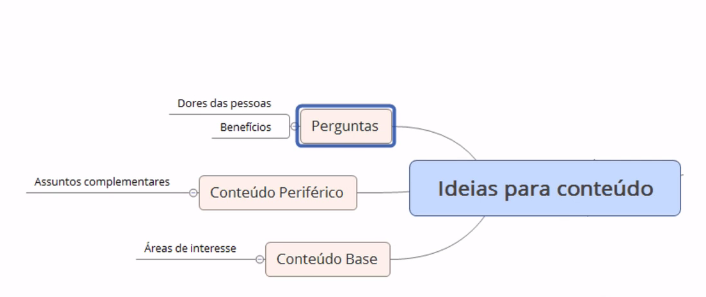 Dores das pessoas
Benefícios
Perguntas
Assuntos complementares
Conteúdo Periférico
Ideias para conteúdo
Áreas de interesse
Conteúdo Base